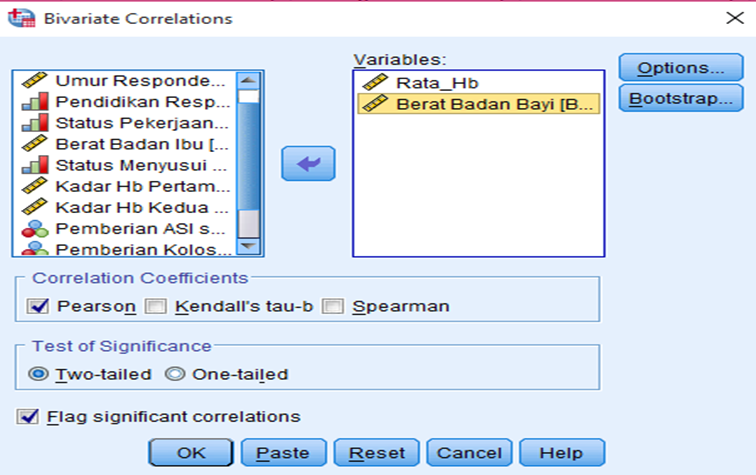 Bivariate Correlations
Umur Responde...
Pendidikan Resp...
Status Pekerjaan...
Berat Badan Ibu [...
Status Menyusui ...
Kadar Hb Pertam...
Kadar Hb Kedua ...
Pemberian ASI s...
Pemberian Kolos...
Variables:
Rata_Hb
Berat Badan Bayi [B...
Options...
Bootstrap...
Correlation Coefficients
Pearson Kendall's tau-b Spearman
Test of Significance
Two-tailed One-tailed
Flag significant correlations
OK Paste Reset Cancel Help